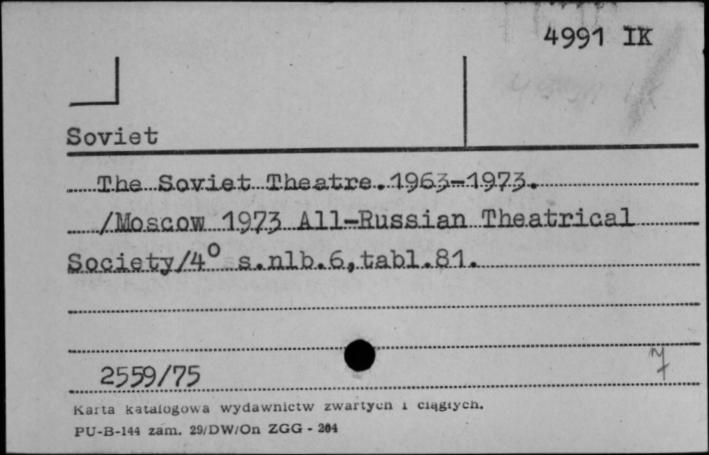 4991 IK
Soviet
The Soviet Theatre.1963-1973.
/Moscow 1973 All-Russian Theatrical
Society/4° s.nlb.6,tabl.81.
2559/75
Karta katalogowa wydawnictw zwartych i ciągłych.
PU-B-144 zam. 29/DW/On ZGG - 204